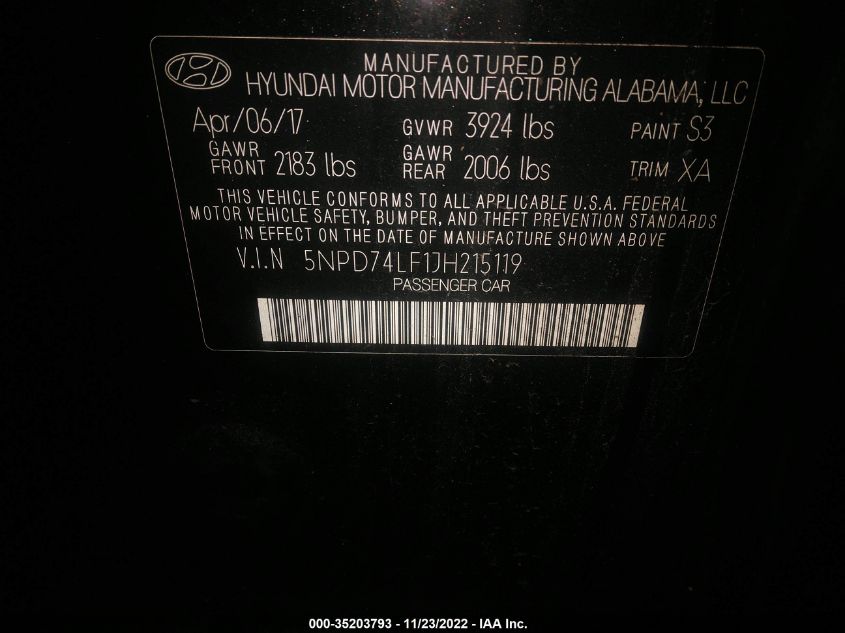 MANUFACTURED BY
HYUNDAI MOTOR MANUFACTURING ALABAMA, LLC
Apr/06/17 GVWR 3924 lbs PAINT S3
GAWR FRONT 2183 lbs GAWR REAR 2006 lbs TRIM XA
THIS VEHICLE CONFORMS TO ALL APPLICABLE U.S.A. FEDERAL
MOTOR VEHICLE SAFETY, BUMPER, AND THEFT PREVENTION STANDARDS
IN EFFECT ON THE DATE OF MANUFACTURE SHOWN ABOVE
V.I.N 5NPD74LF1JH215119
PASSENGER CAR
000-35203793 - 11/23/2022 - IAA Inc.